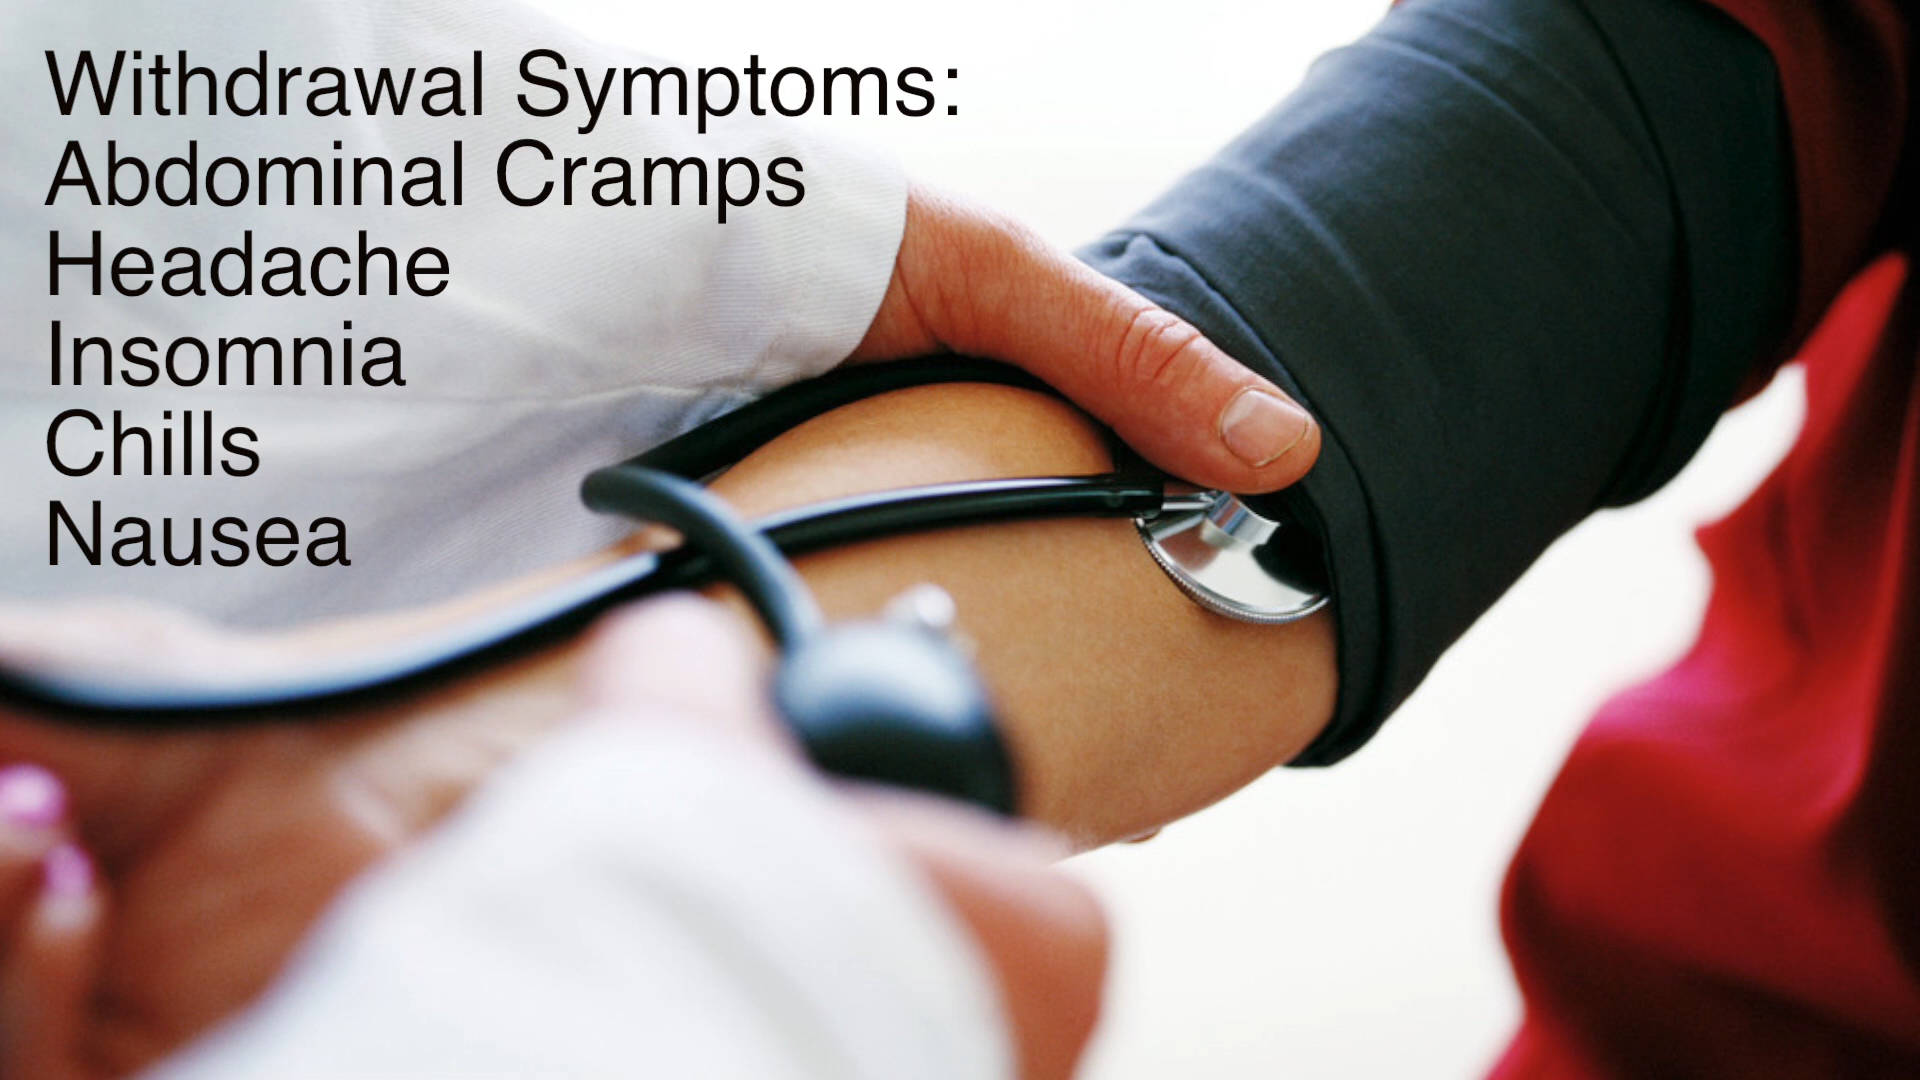 Withdrawal Symptoms:
Abdominal Cramps
Headache
Insomnia
Chills
Nausea